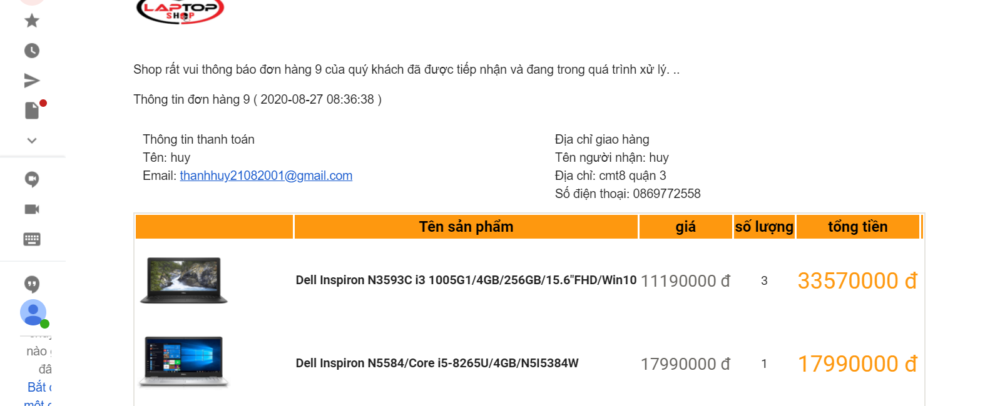 LAPTOP
SHOP
Shop rất vui thông báo đơn hàng 9 của quý khách đã được tiếp nhận và đang trong quá trình xử lý. ..
Thông tin đơn hàng 9 ( 2020-08-27 08:36:38 )
Thông tin thanh toán
Tên: huy
Email: thanhhuy21082001@gmail.com
Địa chỉ giao hàng
Tên người nhận: huy
Địa chỉ: cmt8 quận 3
Số điện thoại: 0869772558
Tên sản phẩm giá số lượng tổng tiền
Dell Inspiron N3593C i3 1005G1/4GB/256GB/15.6"FHD/Win10 11190000 đ 3 33570000 đ
Dell Inspiron N5584/Core i5-8265U/4GB/N5I5384W 17990000 đ 1 17990000 đ
nào
Bắt
một